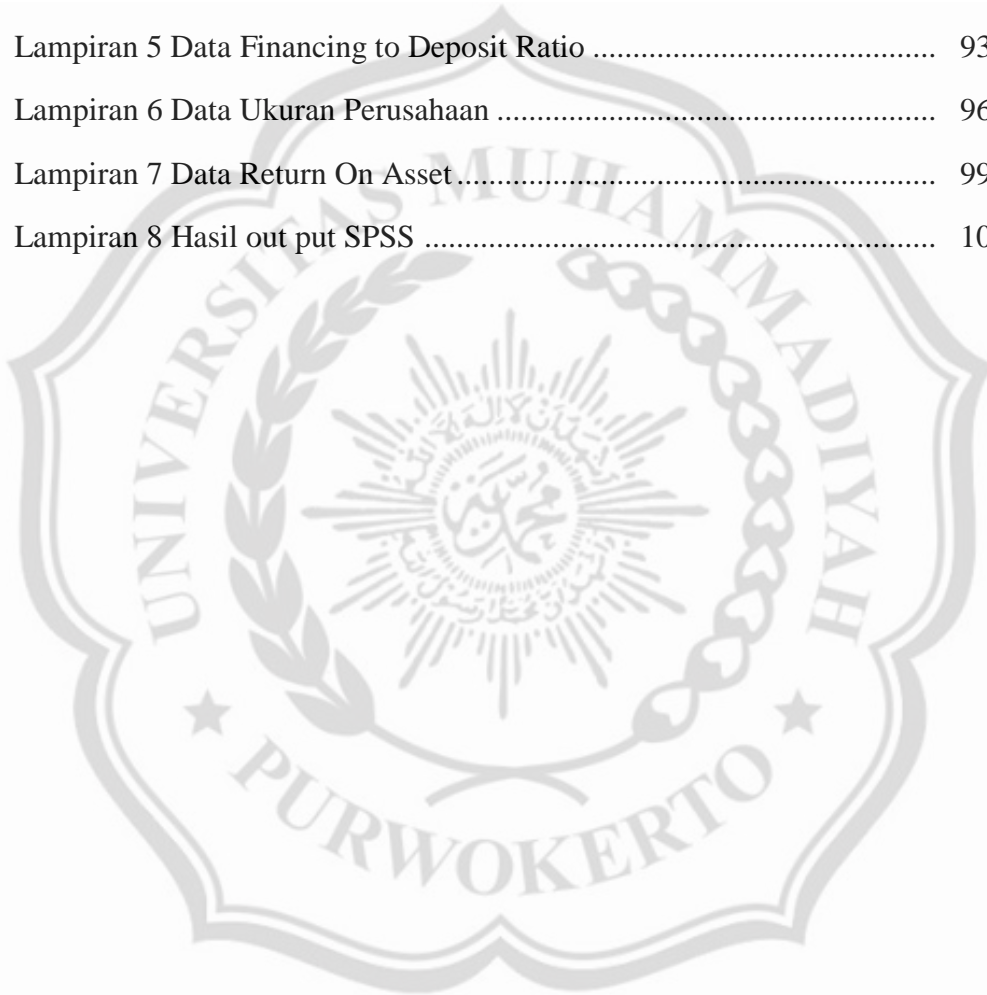 Lampiran 5 Data Financing to Deposit Ratio ..................................... 93
Lampiran 6 Data Ukuran Perusahaan ................................................ 96
Lampiran 7 Data Return On Asset ..................................................... 99
Lampiran 8 Hasil out put SPSS ......................................................... 10
UNIVERSITAS MUHAMMADIYAH
PURWOKERTO